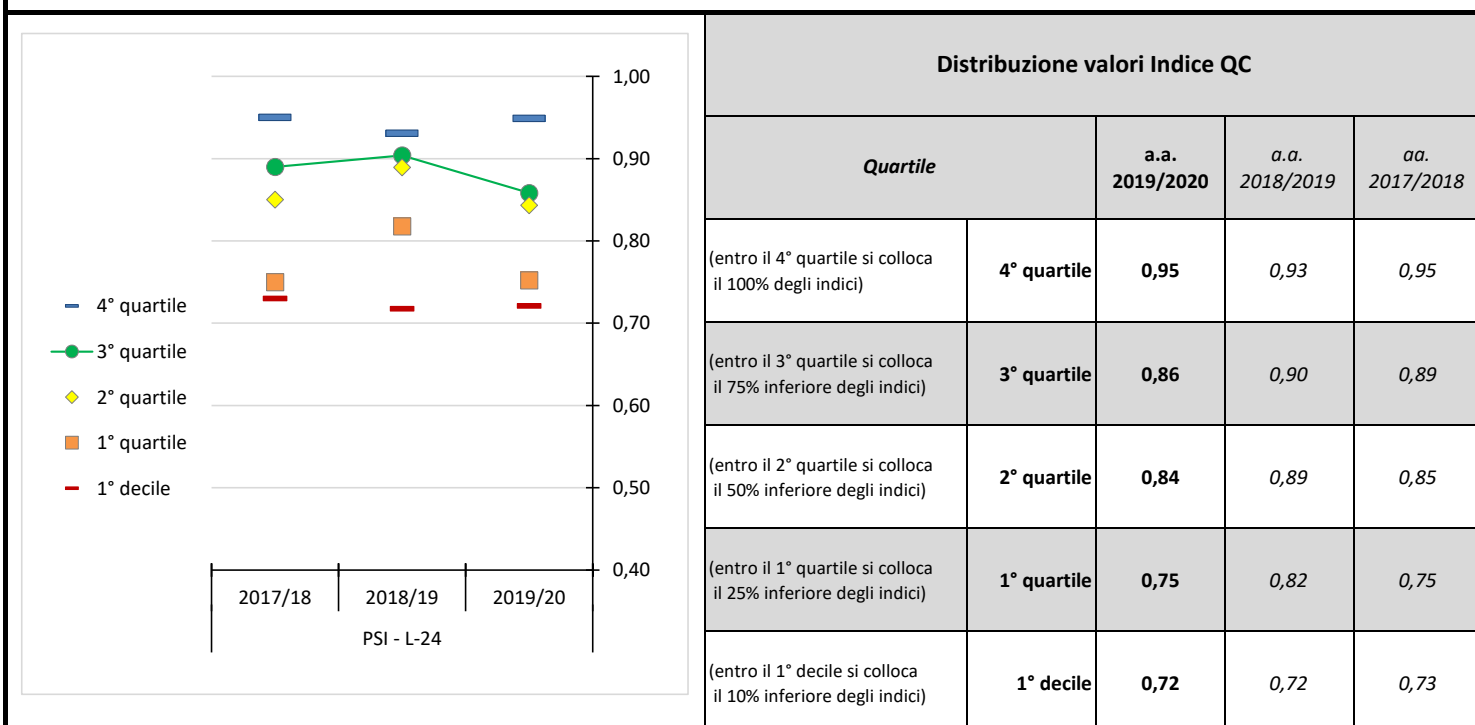 1,00
0,90
0,80
0,70
0,60
0,50
0,40
4° quartile
3° quartile
2° quartile
1° quartile
1° decile
2017/18 2018/19 2019/20
PSI - L-24
Distribuzione valori Indice QC
Quartile
a.a.
2019/2020
a.a.
2018/2019
aa.
2017/2018
(entro il 4° quartile si colloca
il 100% degli indici)
4° quartile 0,95 0,93 0,95
(entro il 3° quartile si colloca
il 75% inferiore degli indici)
3° quartile 0,86 0,90 0,89
(entro il 2° quartile si colloca
il 50% inferiore degli indici)
2° quartile 0,84 0,89 0,85
(entro il 1° quartile si colloca
il 25% inferiore degli indici)
1° quartile 0,75 0,82 0,75
(entro il 1° decile si colloca
il 10% inferiore degli indici)
1° decile 0,72 0,72 0,73